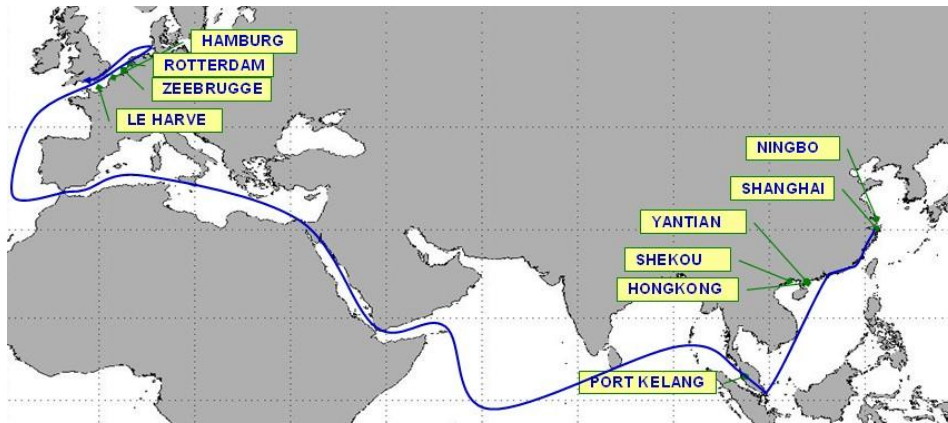 HAMBURG
ROTTERDAM
ZEEBRUGGE
LE HARVE
NINGBO
SHANGHAI
YANTIAN
SHEKOU
HONGKONG
PORT KELANG